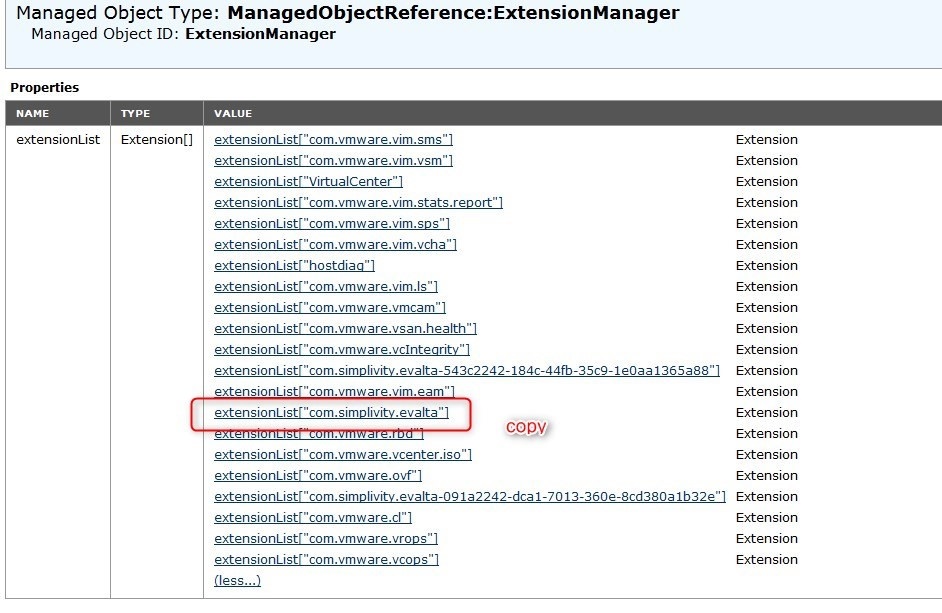 Managed Object Type: ManagedObjectReference:ExtensionManager
Managed Object ID: ExtensionManager
Properties
NAME TYPE VALUE
extensionList Extension[] extensionList["com.vmware.vim.sms"] Extension
extensionList["com.vmware.vim.vsm"] Extension
extensionList["VirtualCenter"] Extension
extensionList["com.vmware.vim.stats.report"] Extension
extensionList["com.vmware.vim.sps"] Extension
extensionList["com.vmware.vim.vcha"] Extension
extensionList["hostdiag"] Extension
extensionList["com.vmware.vim.ls"] Extension
extensionList["com.vmware.vmcam"] Extension
extensionList["com.vmware.vsan.health"] Extension
extensionList["com.vmware.vcIntegrity"] Extension
extensionList["com.simplivity.evalta-543c2242-184c-44fb-35c9-1e0aa1365a88"] Extension
extensionList["com.vmware.vim.eam"] Extension
extensionList["com.simplivity.evalta"] Extension
copy
extensionList["com.vmware.rbd"] Extension
extensionList["com.vmware.vcenter.iso"] Extension
extensionList["com.vmware.ovf"] Extension
extensionList["com.simplivity.evalta-091a2242-dca1-7013-360e-8cd380a1b32e"] Extension
extensionList["com.vmware.cl"] Extension
extensionList["com.vmware.vrops"] Extension
extensionList["com.vmware.vcops"] Extension
(less...)